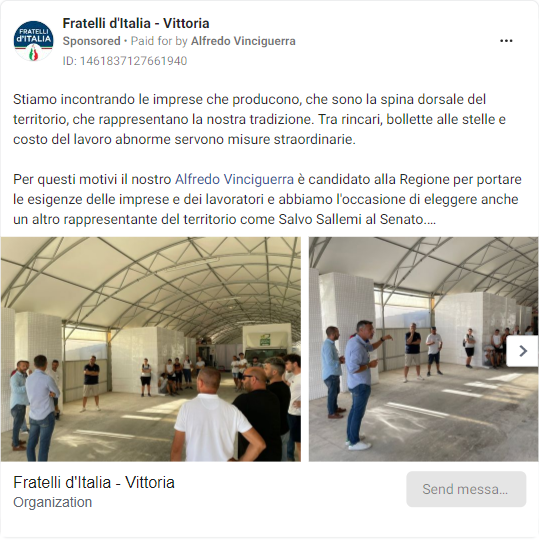 Fratelli d'Italia - Vittoria
Sponsored • Paid for by Alfredo Vinciguerra
ID: 1461837127661940
FRATELLI
d'ITALIA
Stiamo incontrando le imprese che producono, che sono la spina dorsale del
territorio, che rappresentano la nostra tradizione. Tra rincari, bollette alle stelle e
costo del lavoro abnorme servono misure straordinarie.
Per questi motivi il nostro Alfredo Vinciguerra è candidato alla Regione per portare
le esigenze delle imprese e dei lavoratori e abbiamo l'occasione di eleggere anche
un altro rappresentante del territorio come Salvo Sallemi al Senato....
Fratelli d'Italia - Vittoria
Organization
Send messa...